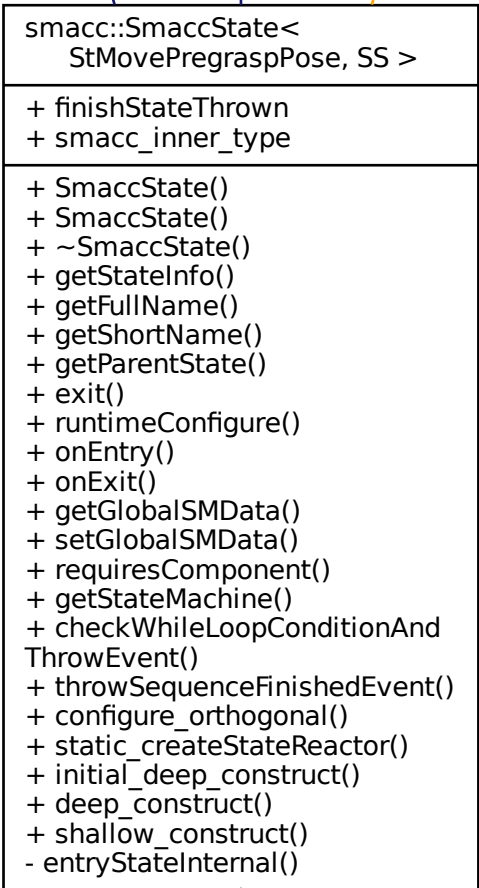 smacc::SmaccState<
StMovePregraspPose, SS >
+ finishStateThrown
+ smacc_inner_type
+ SmaccState()
+ SmaccState()
+ ~SmaccState()
+ getStateInfo()
+ getFullName()
+ getShortName()
+ getParentState()
+ exit()
+ runtimeConfigure()
+ onEntry()
+ onExit()
+ getGlobalSMData()
+ setGlobalSMData()
+ requiresComponent()
+ getStateMachine()
+ checkWhileLoopConditionAnd
ThrowEvent()
+ throwSequenceFinishedEvent()
+ configure_orthogonal()
+ static_createStateReactor()
+ initial_deep_construct()
+ deep_construct()
+ shallow_construct()
- entryStateInternal()